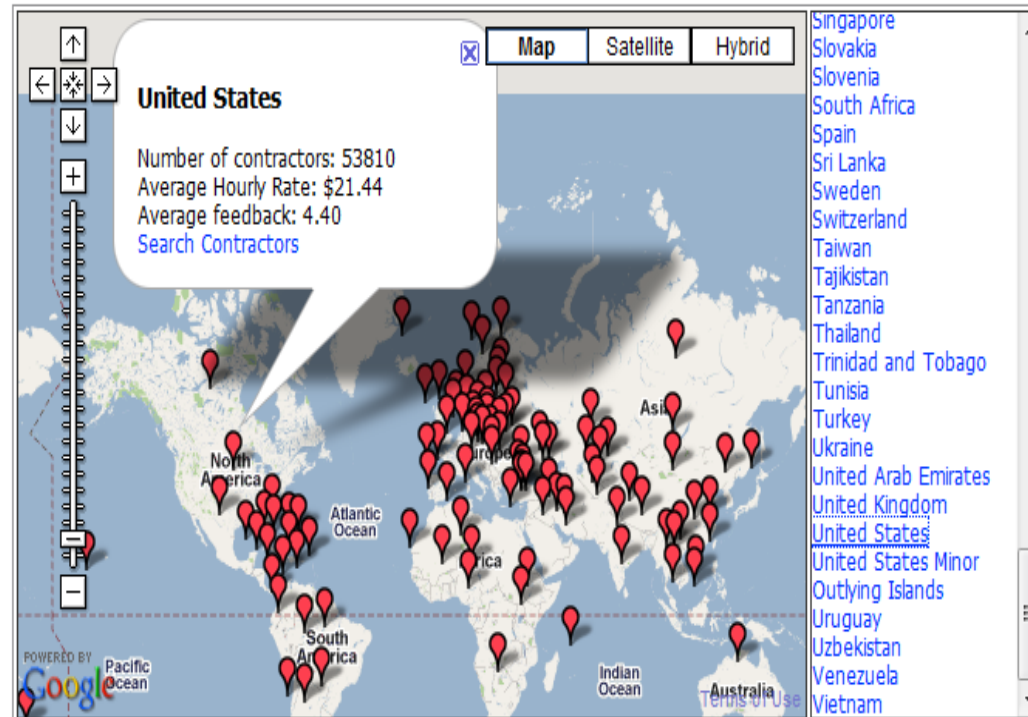 Map
Satellite
Hybrid
United States
Number of contractors: 53810
Average Hourly Rate: $21.44
Average feedback: 4.40
Search Contractors
North
America
Atlantic
Ocean
Europe
Asia
Africa
South
America
POWERED BY
Google
Pacific
Ocean
Indian
Ocean
Australia
Terms of Use
Singapore
Slovakia
Slovenia
South Africa
Spain
Sri Lanka
Sweden
Switzerland
Taiwan
Tajikistan
Tanzania
Thailand
Trinidad and Tobago
Tunisia
Turkey
Ukraine
United Arab Emirates
United Kingdom
United States
United States Minor
Outlying Islands
Uruguay
Uzbekistan
Venezuela
Vietnam